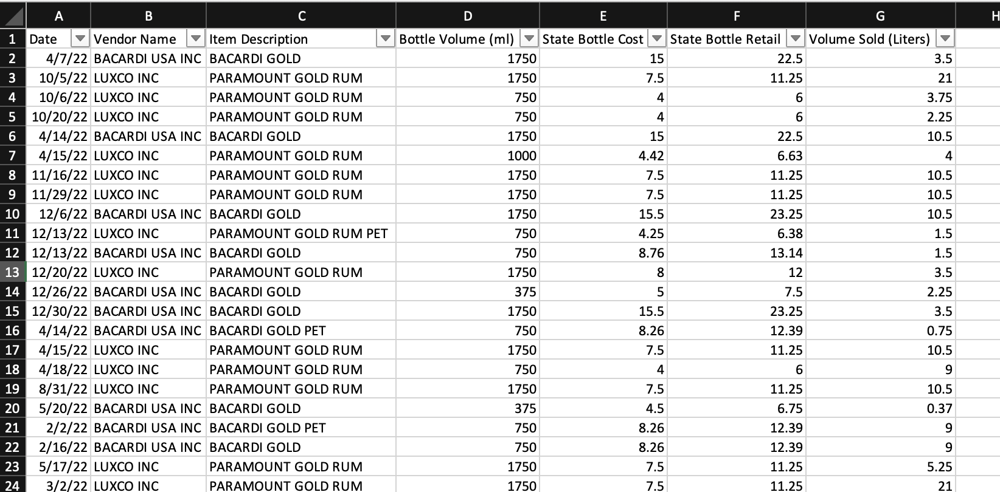 A B C D E F G H
1 Date Vendor Name Item Description Bottle Volume (ml) State Bottle Cost State Bottle Retail Volume Sold (Liters)
2 4/7/22 BACARDI USA INC BACARDI GOLD 1750 15 22.5 3.5
3 10/5/22 LUXCO INC PARAMOUNT GOLD RUM 1750 7.5 11.25 21
4 10/6/22 LUXCO INC PARAMOUNT GOLD RUM 750 4 6 3.75
5 10/20/22 LUXCO INC PARAMOUNT GOLD RUM 750 4 6 2.25
6 4/14/22 BACARDI USA INC BACARDI GOLD 1750 15 22.5 10.5
7 4/15/22 LUXCO INC PARAMOUNT GOLD RUM 1000 4.42 6.63 4
8 11/16/22 LUXCO INC PARAMOUNT GOLD RUM 1750 7.5 11.25 10.5
9 11/29/22 LUXCO INC PARAMOUNT GOLD RUM 1750 7.5 11.25 10.5
10 12/6/22 BACARDI USA INC BACARDI GOLD 1750 15.5 23.25 10.5
11 12/13/22 LUXCO INC PARAMOUNT GOLD RUM PET 750 4.25 6.38 1.5
12 12/13/22 BACARDI USA INC BACARDI GOLD 750 8.76 13.14 1.5
13 12/20/22 LUXCO INC PARAMOUNT GOLD RUM 1750 8 12 3.5
14 12/26/22 BACARDI USA INC BACARDI GOLD 375 5 7.5 2.25
15 12/30/22 BACARDI USA INC BACARDI GOLD 1750 15.5 23.25 3.5
16 4/14/22 BACARDI USA INC BACARDI GOLD PET 750 8.26 12.39 0.75
17 4/15/22 LUXCO INC PARAMOUNT GOLD RUM 1750 7.5 11.25 10.5
18 4/18/22 LUXCO INC PARAMOUNT GOLD RUM 750 4 6 9
19 8/31/22 LUXCO INC PARAMOUNT GOLD RUM 1750 7.5 11.25 10.5
20 5/20/22 BACARDI USA INC BACARDI GOLD 375 4.5 6.75 0.37
21 2/2/22 BACARDI USA INC BACARDI GOLD PET 750 8.26 12.39 9
22 2/16/22 BACARDI USA INC BACARDI GOLD 750 8.26 12.39 9
23 5/17/22 LUXCO INC PARAMOUNT GOLD RUM 1750 7.5 11.25 5.25
24 3/2/22 LUXCO INC PARAMOUNT GOLD RUM 1750 7.5 11.25 21